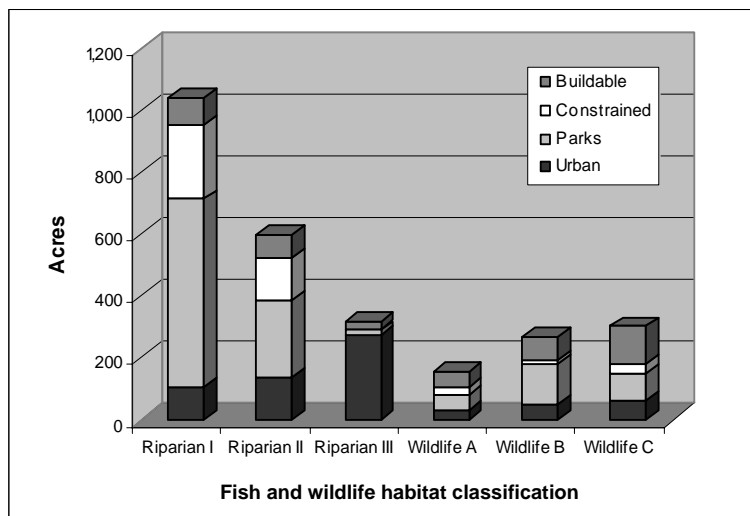 1,200
1,000
800
600
400
200
0
Acres
Buildable
Constrained
Parks
Urban
Riparian I Riparian II Riparian III Wildlife A Wildlife B Wildlife C
Fish and wildlife habitat classification